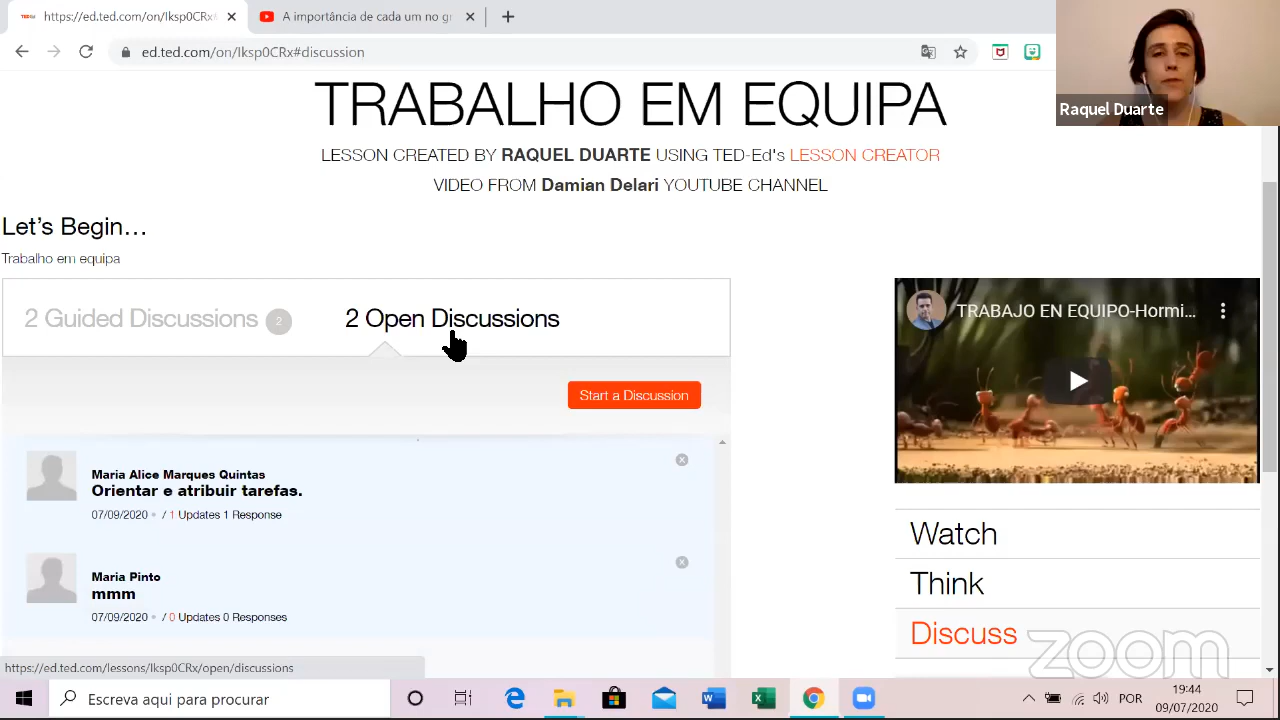 https://ed.ted.com/on/Iksp0CRx
A importância de cada um no gr
ed.ted.com/on/Iksp0CRx#discussion
Raquel Duarte
TRABALHO EM EQUIPA
LESSON CREATED BY RAQUEL DUARTE USING TED-Ed's LESSON CREATOR
VIDEO FROM Damian Delari YOUTUBE CHANNEL
Let's Begin…
Trabalho em equipa
2 Guided Discussions 2
2 Open Discussions
Start a Discussion
Maria Alice Marques Quintas
Orientar e atribuir tarefas.
07/09/2020 • / 1 Updates 1 Response
Maria Pinto
mmm
07/09/2020 • / 0 Updates 0 Responses
TRABAJO EN EQUIPO-Hormi...
Watch
Think
Discuss
zoom
https://ed.ted.com/lessons/Iksp0CRx/open/discussions
Escreva aqui para procurar
POR
19:44
09/07/2020